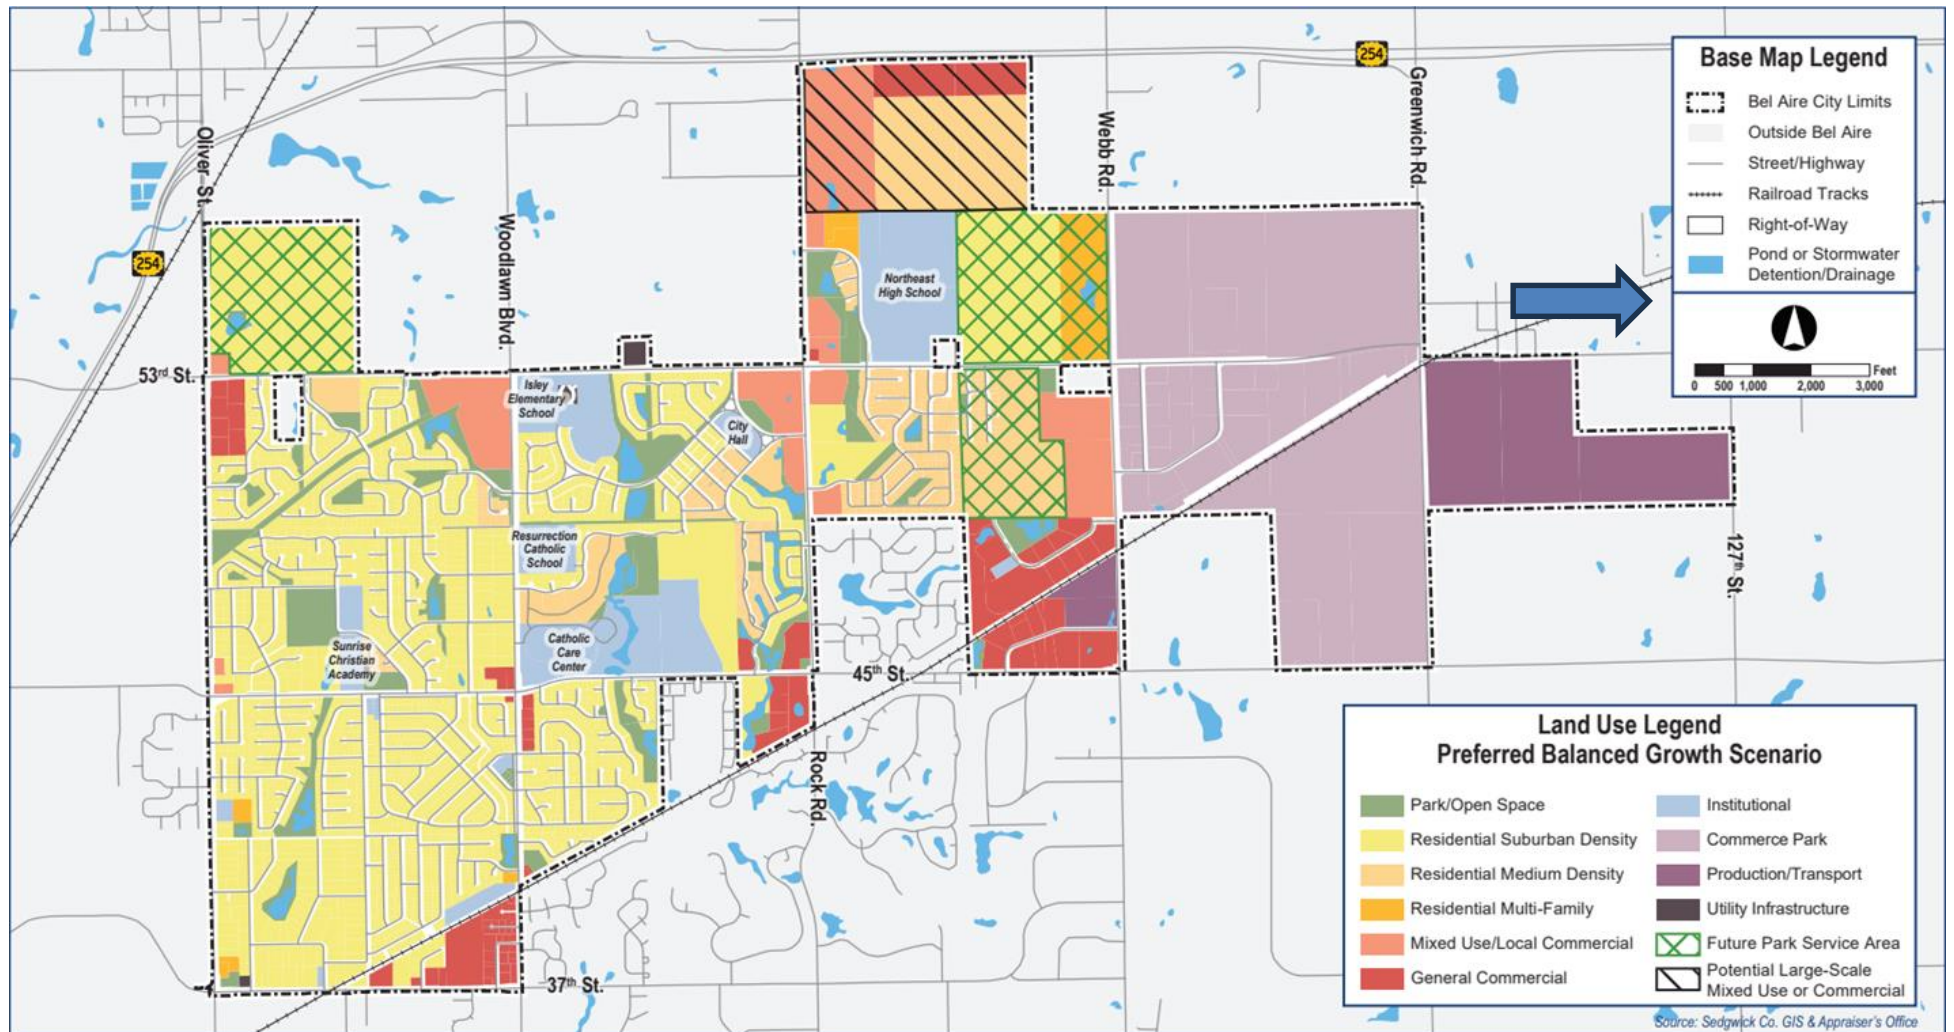 254
Base Map Legend
Bel Aire City Limits
Outside Bel Aire
Street/Highway
Railroad Tracks
Right-of-Way
Pond or Stormwater
Detention/Drainage
Feet
0 500 1,000 2,000 3,000
Oliver St.
Woodlawn Blvd.
Webb Rd.
Greenwich Rd.
254
Northeast
High School
53rd St.
Isley
Elementary
School
City
Hall
Resurrection
Catholic
School
127th St.
Sunrise
Christian
Academy
Catholic
Care
Center
45th St.
Rock Rd.
37th St.
Land Use Legend
Preferred Balanced Growth Scenario
Park/Open Space
Residential Suburban Density
Residential Medium Density
Residential Multi-Family
Mixed Use/Local Commercial
General Commercial
Institutional
Commerce Park
Production/Transport
Utility Infrastructure
Future Park Service Area
Potential Large-Scale
Mixed Use or Commercial
Source: Sedgwick Co. GIS & Appraiser's Office